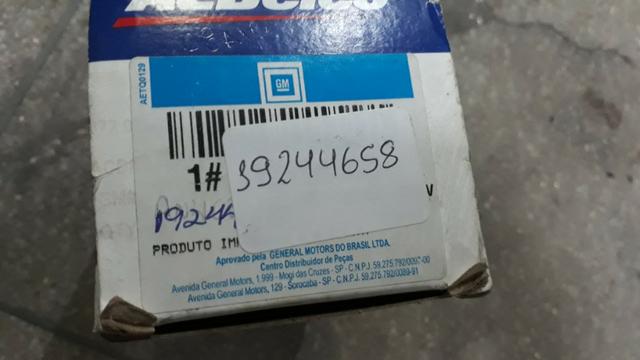 ACDelco
AETQ0129
GM
1#
39244658
1924
V
PRODUTO
Aprovado pela GENERAL MOTORS DO BRASIL LTDA.
Centro Distribuidor de Peças
Avenida General Motors, 1.999 - Mogi das Cruzes - SP - C.N.P.J. 59.275.792/0097-00
Avenida General Motors, 129 - Sorocaba - SP - C.N.P.J. 59.275.792/0089-91